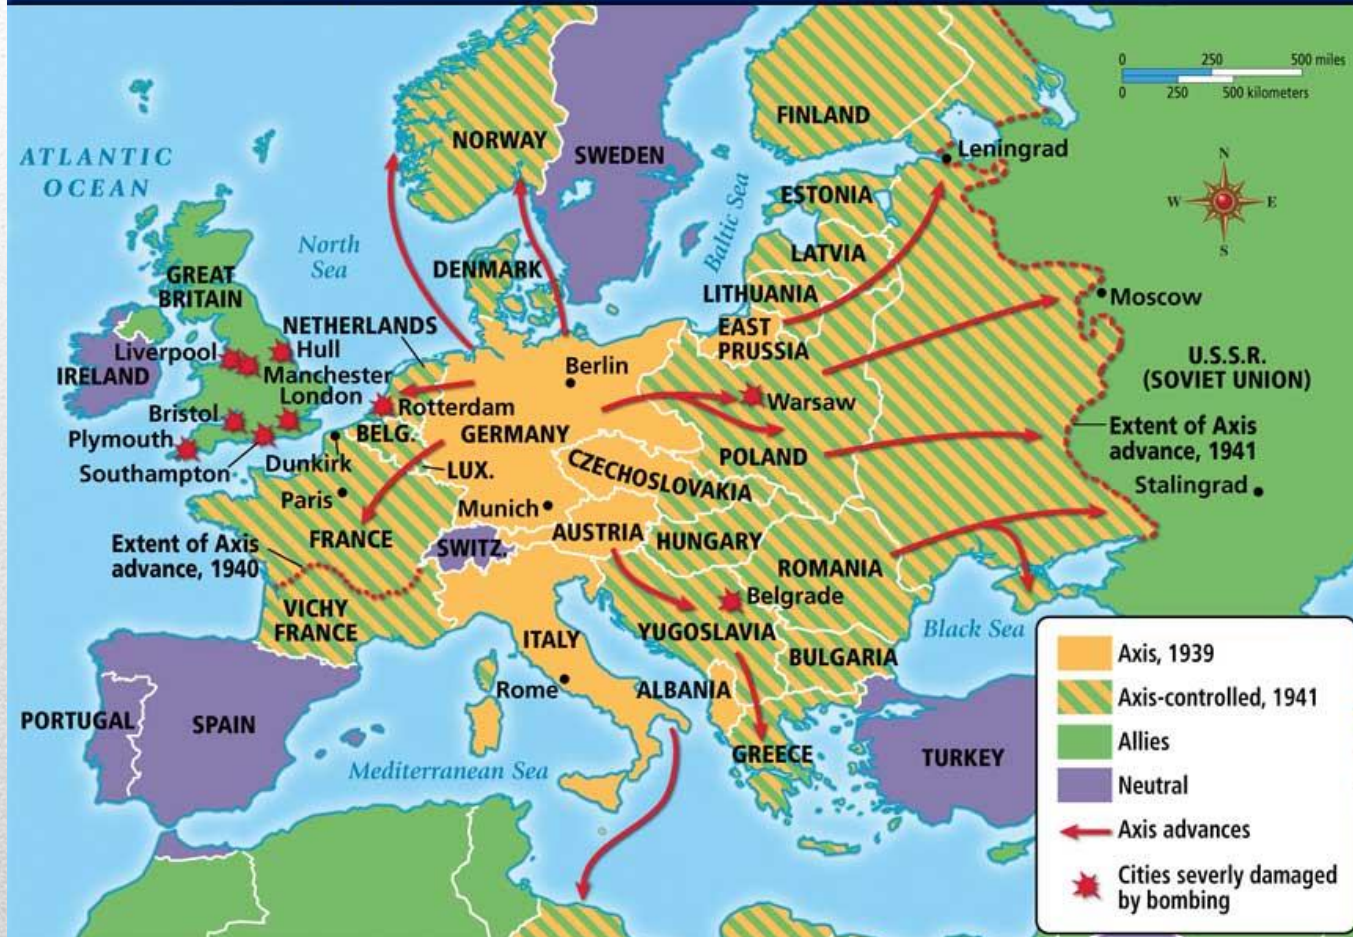 0 250 500 miles
0 250 500 kilometers
N
W E
S
ATLANTIC
OCEAN
North
Sea
Baltic Sea
NORWAY
SWEDEN
FINLAND
Leningrad
ESTONIA
LATVIA
LITHUANIA
EAST
PRUSSIA
DENMARK
GREAT
BRITAIN
NETHERLANDS
Liverpool
Hull
IRELAND
Manchester
London
Bristol
Plymouth
Southampton
Rotterdam
BELG.
Dunkirk
LUX.
Paris
Berlin
GERMANY
Munich
Warsaw
POLAND
CZECHOSLOVAKIA
AUSTRIA
HUNGARY
SWITZ.
FRANCE
Extent of Axis
advance, 1940
VICHY
FRANCE
Moscow
U.S.S.R.
(SOVIET UNION)
Extent of Axis
advance, 1941
Stalingrad
ROMANIA
Belgrade
YUGOSLAVIA
BULGARIA
Black Sea
ITALY
Rome
ALBANIA
GREECE
PORTUGAL
SPAIN
Mediterranean Sea
TURKEY
Axis, 1939
Axis-controlled, 1941
Allies
Neutral
Axis advances
Cities severly damaged
by bombing